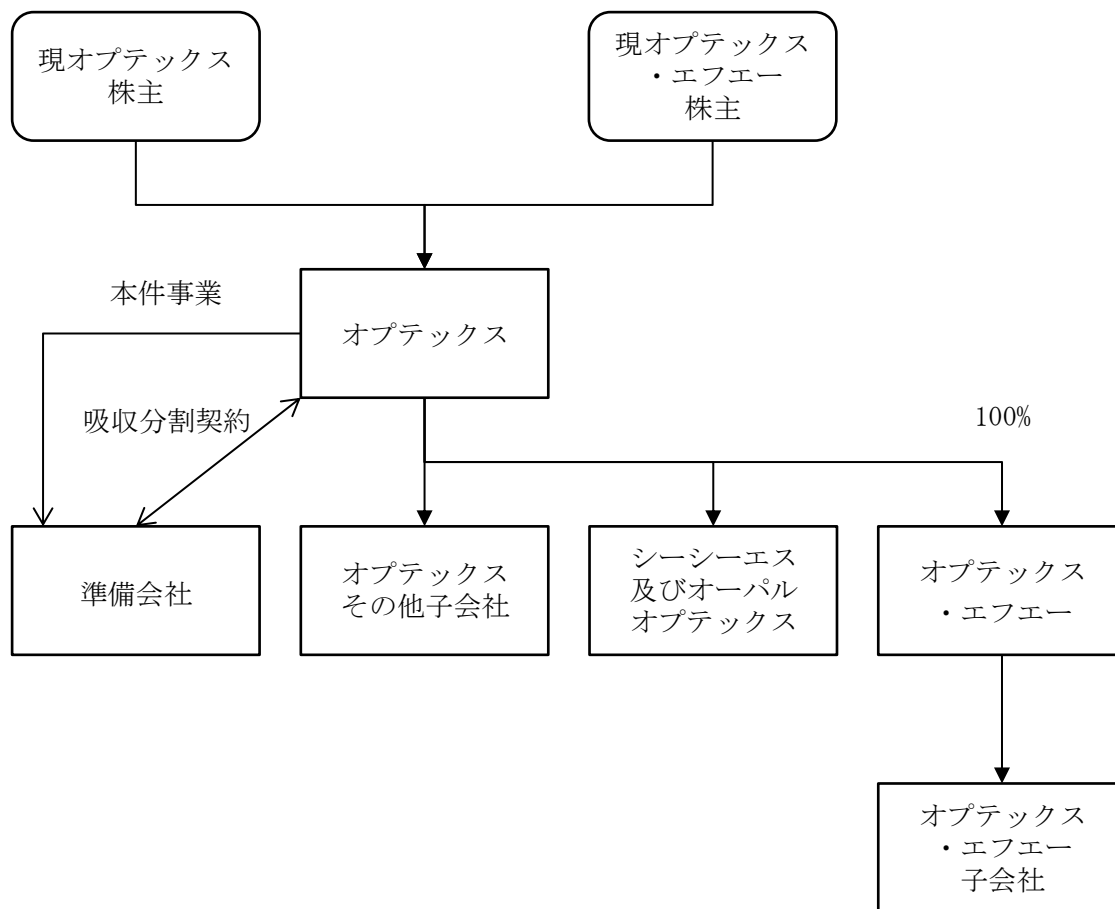 現オプテックス
株主
現オプテックス
・エフエー
株主
本件事業
オプテックス
吸収分割契約
100%
準備会社
オプテックス
その他子会社
シーシーエス
及びオーパル
オプテックス
オプテックス
・エフエー
オプテックス
・エフエー
子会社